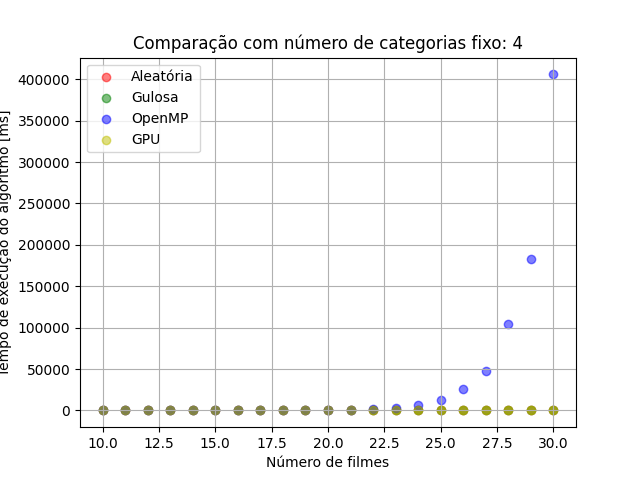 Comparação com número de categorias fixo: 4
Aleatória
Gulosa
OpenMP
GPU
400000
350000
300000
250000
200000
150000
100000
50000
0
Tempo de execução do algoritmo [ms]
10.0 12.5 15.0 17.5 20.0 22.5 25.0 27.5 30.0
Número de filmes